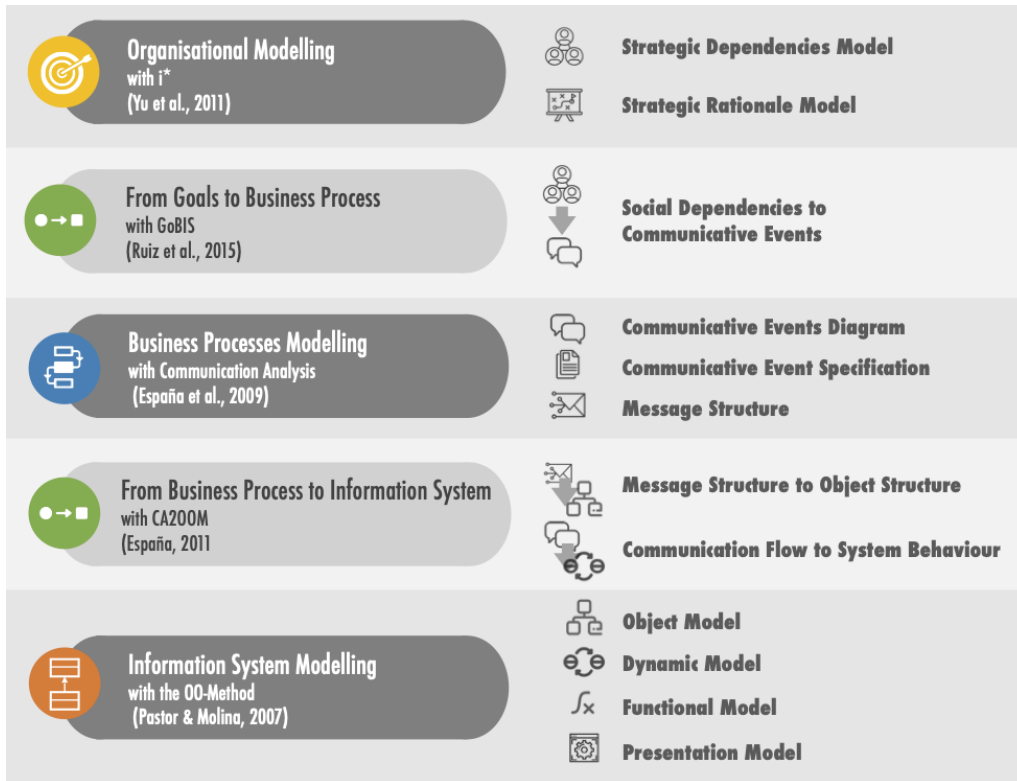 Organisational Modelling
with i*
(Yu et al., 2011)
Strategic Dependencies Model
Strategic Rationale Model
From Goals to Business Process
with GoBIS
(Ruiz et al., 2015)
Social Dependencies to
Communicative Events
Business Processes Modelling
with Communication Analysis
(España et al., 2009)
Communicative Events Diagram
Communicative Event Specification
Message Structure
From Business Process to Information System
with CA2OOM
(España, 2011
Message Structure to Object Structure
Communication Flow to System Behaviour
Information System Modelling
with the OO-Method
(Pastor & Molina, 2007)
Object Model
Dynamic Model
Functional Model
Presentation Model